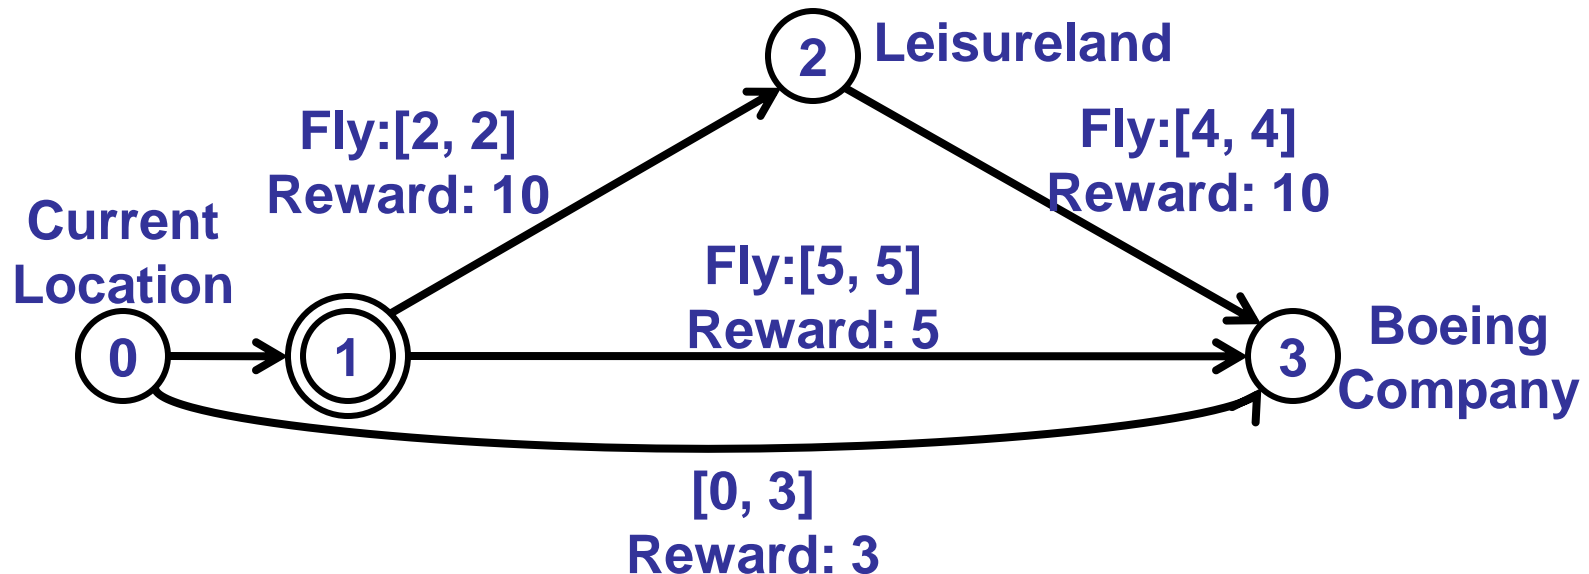 2
Leisureland
Fly:[2, 2]
Reward: 10
Fly:[4, 4]
Reward: 10
Current
Location
Fly:[5, 5]
Reward: 5
0
1
3
Boeing
Company
[0, 3]
Reward: 3